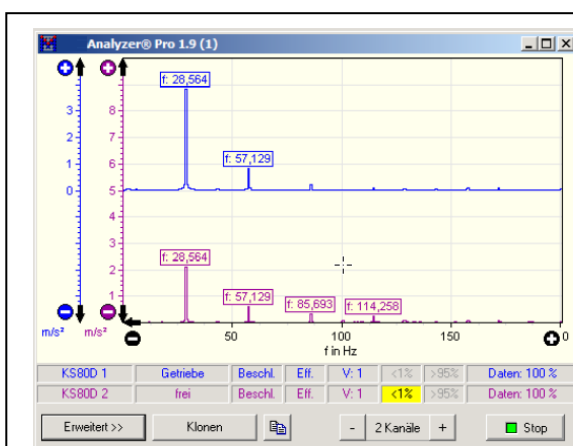 Analyzer® Pro 1.9 (1)
f: 28,564
f: 57,129
3
2
1
0
8
7
6
5
4
3
2
1
f: 28,564
f: 57,129
f: 85,693
f: 114,258
m/s²
m/s²
50
100
150
0
f in Hz
KS80D 1 Getriebe Beschl. Eff. V: 1 <1% >95% Daten: 100 %
KS80D 2 frei Beschl. Eff. V: 1 <1% >95% Daten: 100 %
Erweitert >> Klonen - 2 Kanäle + Stop